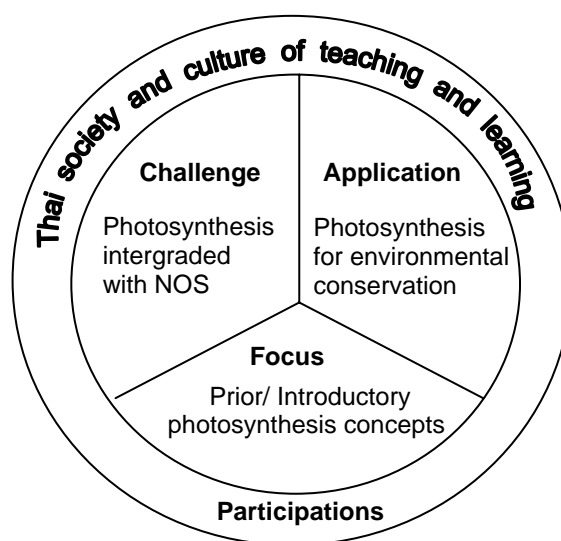 Thai society and culture of teaching and learning
Challenge
Photosynthesis
intergraded
with NOS
Application
Photosynthesis
for environmental
conservation
Focus
Prior/ Introductory
photosynthesis concepts
Participations